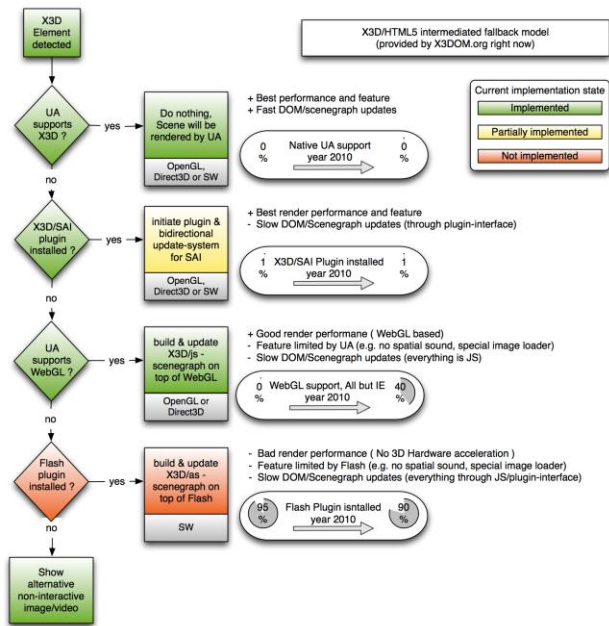 X3D
Element
detected
X3D/HTML5 intermediated fallback model
(provided by X3DOM.org right now)
Current implementation state
Implemented
Partially implemented
Not implemented
UA
supports
X3D ?
yes
Do nothing,
Scene will be
rendered by UA
OpenGL,
Direct3D or SW
+ Best performance and feature
+ Fast DOM/scenegraph updates
0
%
Native UA support
year 2010
0
%
no
X3D/SAI
plugin
installed ?
yes
initiate plugin &
bidirectional
update-system
for SAI
OpenGL,
Direct3D or SW
+ Best render performance and feature
- Slow DOM/Scenegraph updates (through plugin-interface)
1
%
X3D/SAI Plugin installed
year 2010
1
%
no
UA
supports
WebGL ?
yes
build & update
X3D/js -
scenegraph on
top of WebGL
OpenGL or
Direct3D
+ Good render performane ( WebGL based)
- Feature limited by UA (e.g. no spatial sound, special image loader)
- Slow DOM/Scenegraph updates (everything is JS)
0
%
WebGL support, All but IE
year 2010
40
%
no
Flash
plugin
installed ?
yes
build & update
X3D/as -
scenegraph on
top of Flash
SW
- Bad render performance ( No 3D Hardware acceleration )
- Feature limited by Flash (e.g. no spatial sound, special image loader)
- Slow DOM/Scenegraph updates (everything through JS/plugin-interface)
95
%
Flash Plugin isntalled
year 2010
90
%
no
Show
alternative
non-interactive
image/video